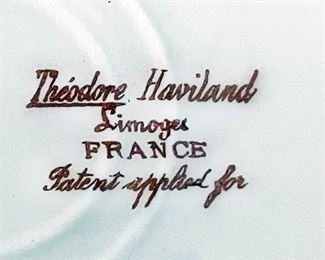 Théodore Haviland
Limoges
FRANCE
Patent applied for